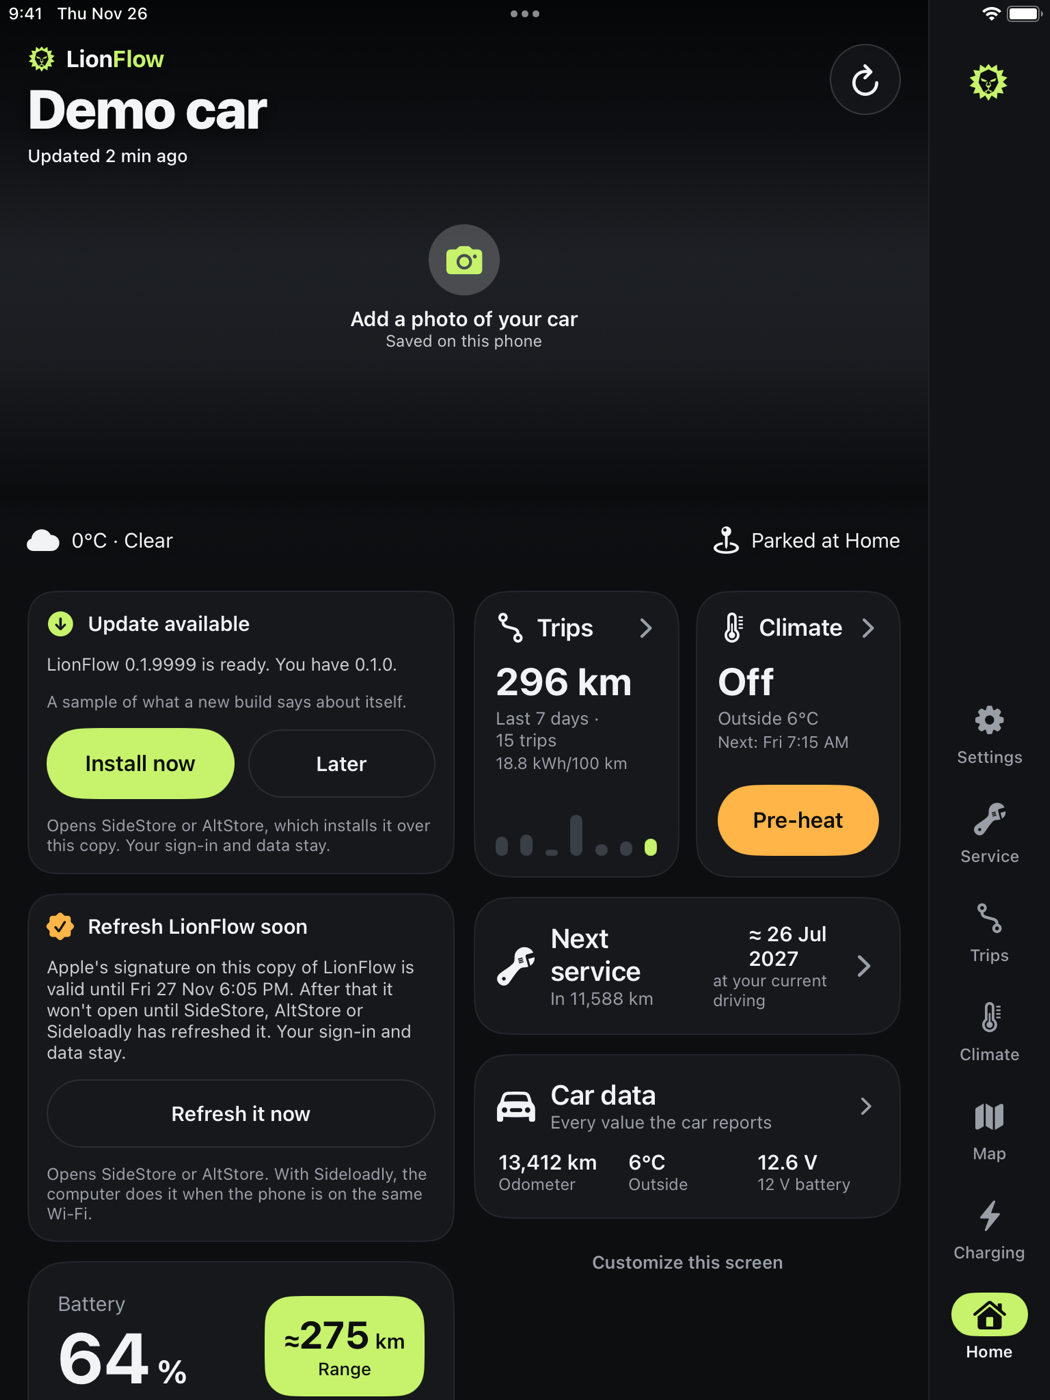 9:41 Thu Nov 26
LionFlow
Demo car
Updated 2 min ago
Add a photo of your car
Saved on this phone
0°C · Clear
Parked at Home
Update available
LionFlow 0.1.9999 is ready. You have 0.1.0.
A sample of what a new build says about itself.
Install now
Later
Opens SideStore or AltStore, which installs it over
this copy. Your sign-in and data stay.
Refresh LionFlow soon
Apple's signature on this copy of LionFlow is
valid until Fri 27 Nov 6:05 PM. After that it
won't open until SideStore, AltStore or
Sideloadly has refreshed it. Your sign-in and
data stay.
Refresh it now
Opens SideStore or AltStore. With Sideloadly, the
computer does it when the phone is on the same
Wi-Fi.
Battery
64 %
≈275 km
Range
Trips
296 km
Last 7 days ·
15 trips
18.8 kWh/100 km
Climate
Off
Outside 6°C
Next: Fri 7:15 AM
Pre-heat
Next
service
In 11,588 km
≈ 26 Jul
2027
at your current
driving
Car data
Every value the car reports
13,412 km
Odometer
6°C
Outside
12.6 V
12 V battery
Customize this screen
Settings
Service
Trips
Climate
Map
Charging
Home